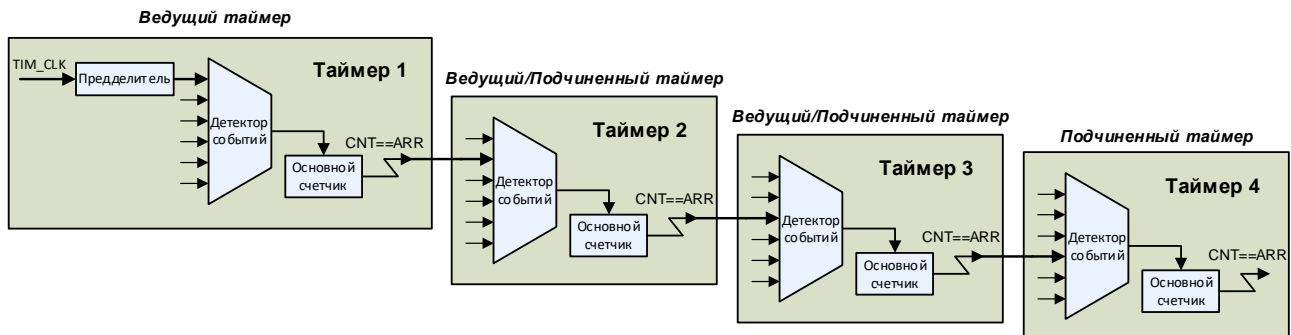 Ведущий таймер
TIM_CLK
Предделитель
Таймер 1
Детектор
событий
CNT==ARR
Основной
счетчик
Ведущий/Подчиненный таймер
Таймер 2
Детектор
событий
CNT==ARR
Основной
счетчик
Ведущий/Подчиненный таймер
Таймер 3
Детектор
событий
CNT==ARR
Основной
счетчик
Подчиненный таймер
Таймер 4
Детектор
событий
CNT==ARR
Основной
счетчик